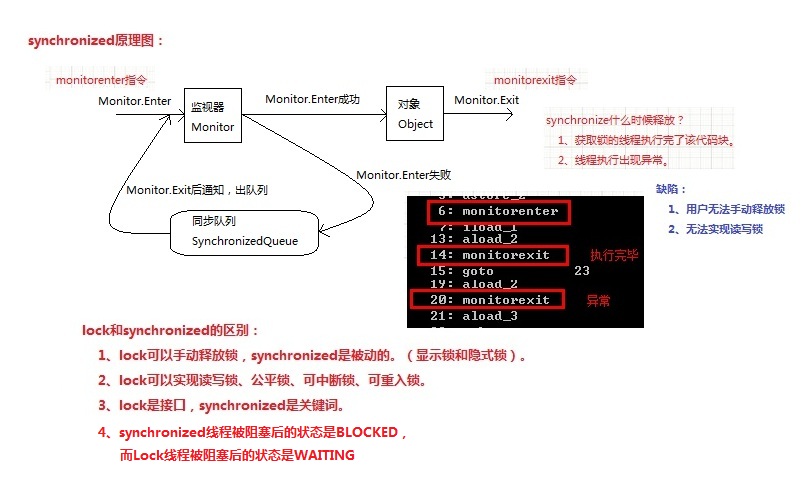 synchronized原理图：
monitorenter指令
monitorexit指令
Monitor.Enter
监视器
Monitor
Monitor.Enter成功
对象
Object
Monitor.Exit
synchronize什么时候释放？
1、获取锁的线程执行完了该代码块。
2、线程执行出现异常。
Monitor.Exit后通知，出队列
Monitor.Enter失败
同步队列
SynchronizedQueue
缺陷：
1、用户无法手动释放锁
2、无法实现读写锁
5: astore_2
6: monitorenter
7: iload_1
13: aload_2
14: monitorexit
执行完毕
15: goto 23
19: aload_2
20: monitorexit
异常
21: aload_3
lock和synchronized的区别：
1、lock可以手动释放锁，synchronized是被动的。（显示锁和隐式锁）。
2、lock可以实现读写锁、公平锁、可中断锁、可重入锁。
3、lock是接口，synchronized是关键词。
4、synchronized线程被阻塞后的状态是BLOCKED，
而Lock线程被阻塞后的状态是WAITING